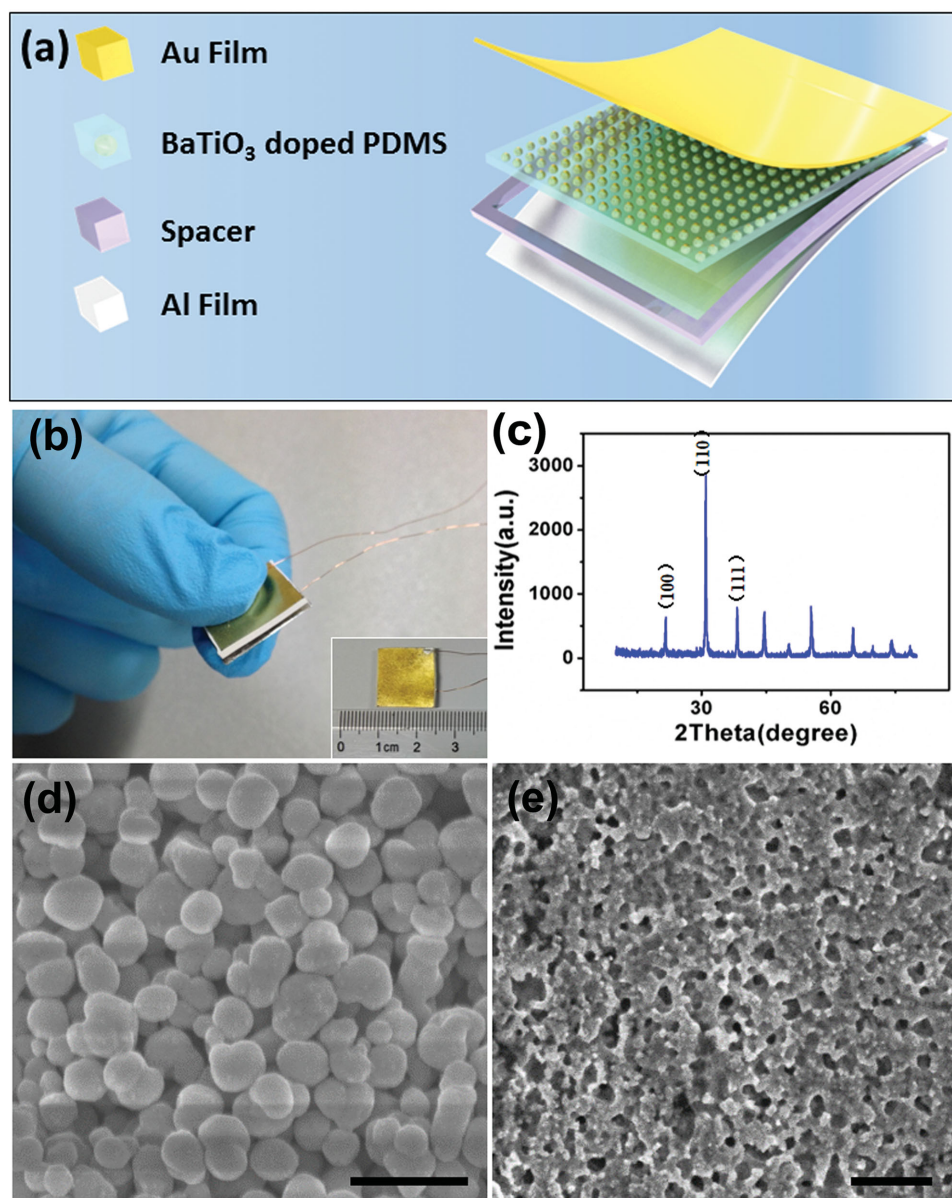 (a)
Au Film
BaTiO₃ doped PDMS
Spacer
Al Film
(b)
0 1cm 2 3
(c)
3000
2000
1000
0
Intensity(a.u.)
(100)
(110)
(111)
30 60
2Theta(degree)
(d)
(e)